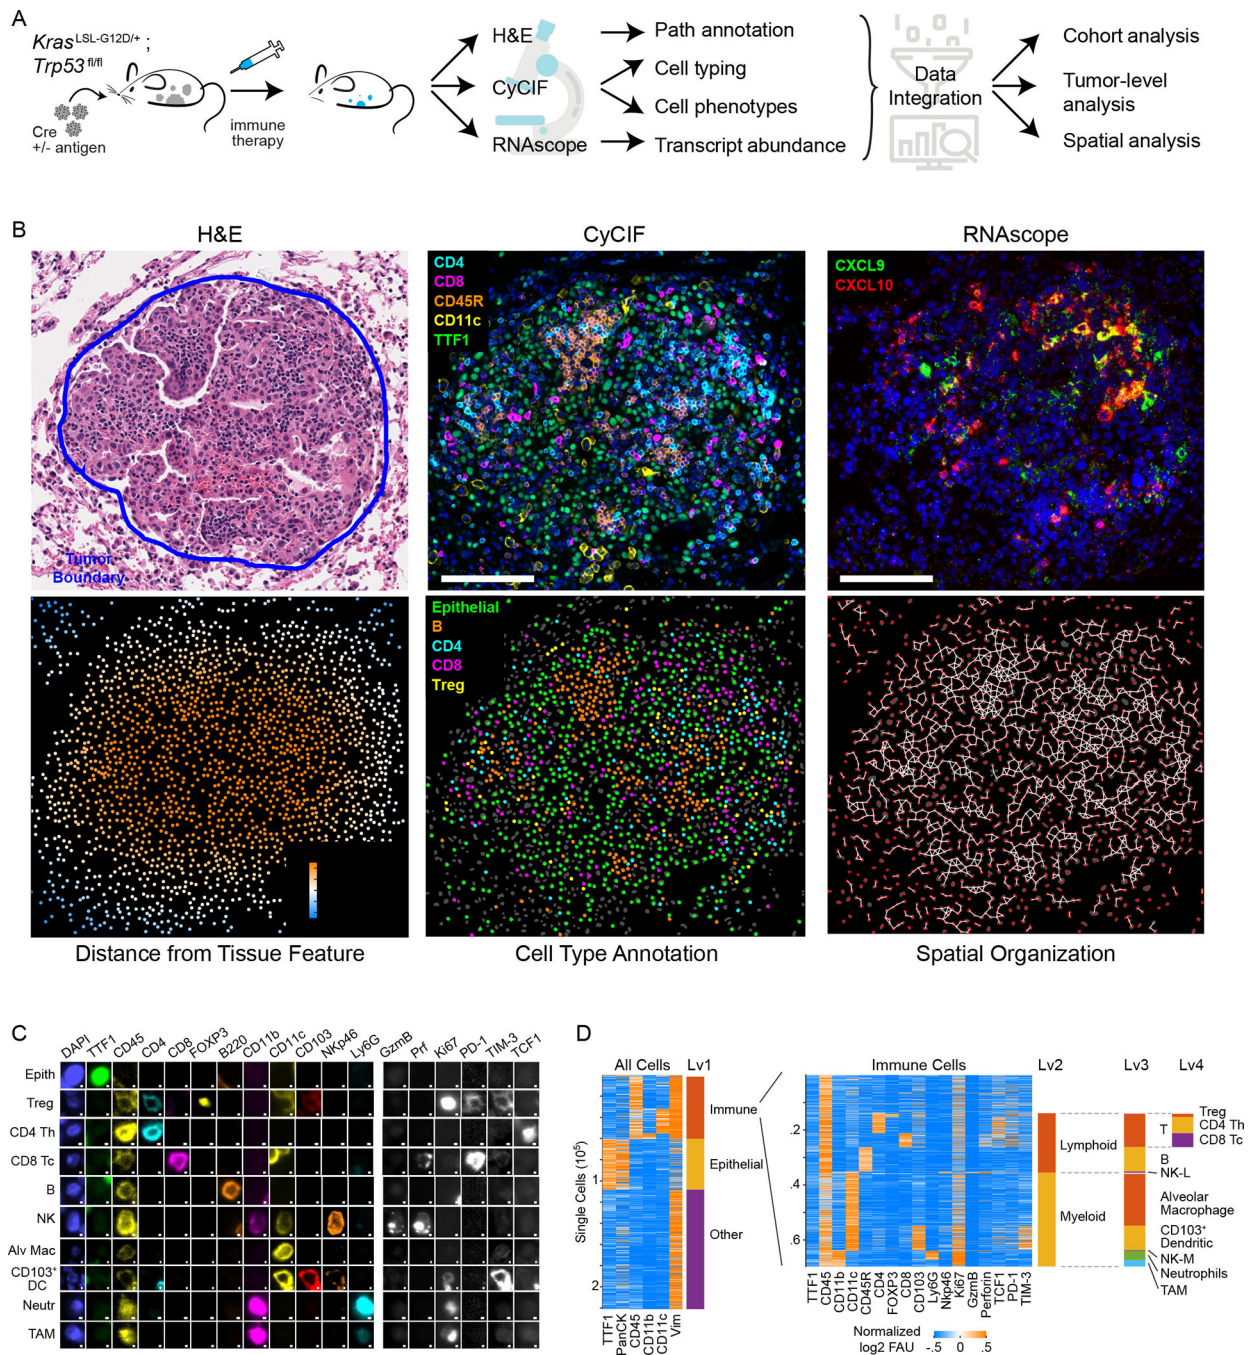 A
Kras LSL-G12D/+ ;
Trp53 fl/fl
Cre
+/- antigen
immune
therapy
H&E
CyCIF
RNAscope
Path annotation
Cell typing
Cell phenotypes
Transcript abundance
Data
Integration
Cohort analysis
Tumor-level
analysis
Spatial analysis
B
H&E
CyCIF
RNAscope
Tumor
Boundary
CD4
CD8
CD45R
CD11c
TTF1
CXCL9
CXCL10
Epithelial
B
CD4
CD8
Treg
Distance from Tissue Feature
Cell Type Annotation
Spatial Organization
C
DAPI TTF1 CD45 CD4 CD8 FOXP3 B220 CD11b CD11c CD103 NKp46 Ly6G GzmB Prf Ki67 PD-1 TIM-3 TCF1
Epith
Treg
CD4 Th
CD8 Tc
B
NK
Alv Mac
CD103+
DC
Neutr
TAM
D
All Cells
Lv1
Single Cells (10^5)
1
2
Immune
Epithelial
Other
TTF1 PanCK CD45 CD11b CD11c Vim
Immune Cells
Lv2
Lv3
Lv4
.2
.4
.6
Lymphoid
Myeloid
T
B
NK-L
Alveolar
Macrophage
CD103+
Dendritic
NK-M
Neutrophils
TAM
Treg
CD4 Th
CD8 Tc
TTF1 CD45 CD11b CD11c CD45R CD4 FOXP3 CD8 CD103 Ly6G Nkp46 Ki67 GzmB Perforin TCF1 PD-1 TIM-3
Normalized
log2 FAU
-.5 0 .5